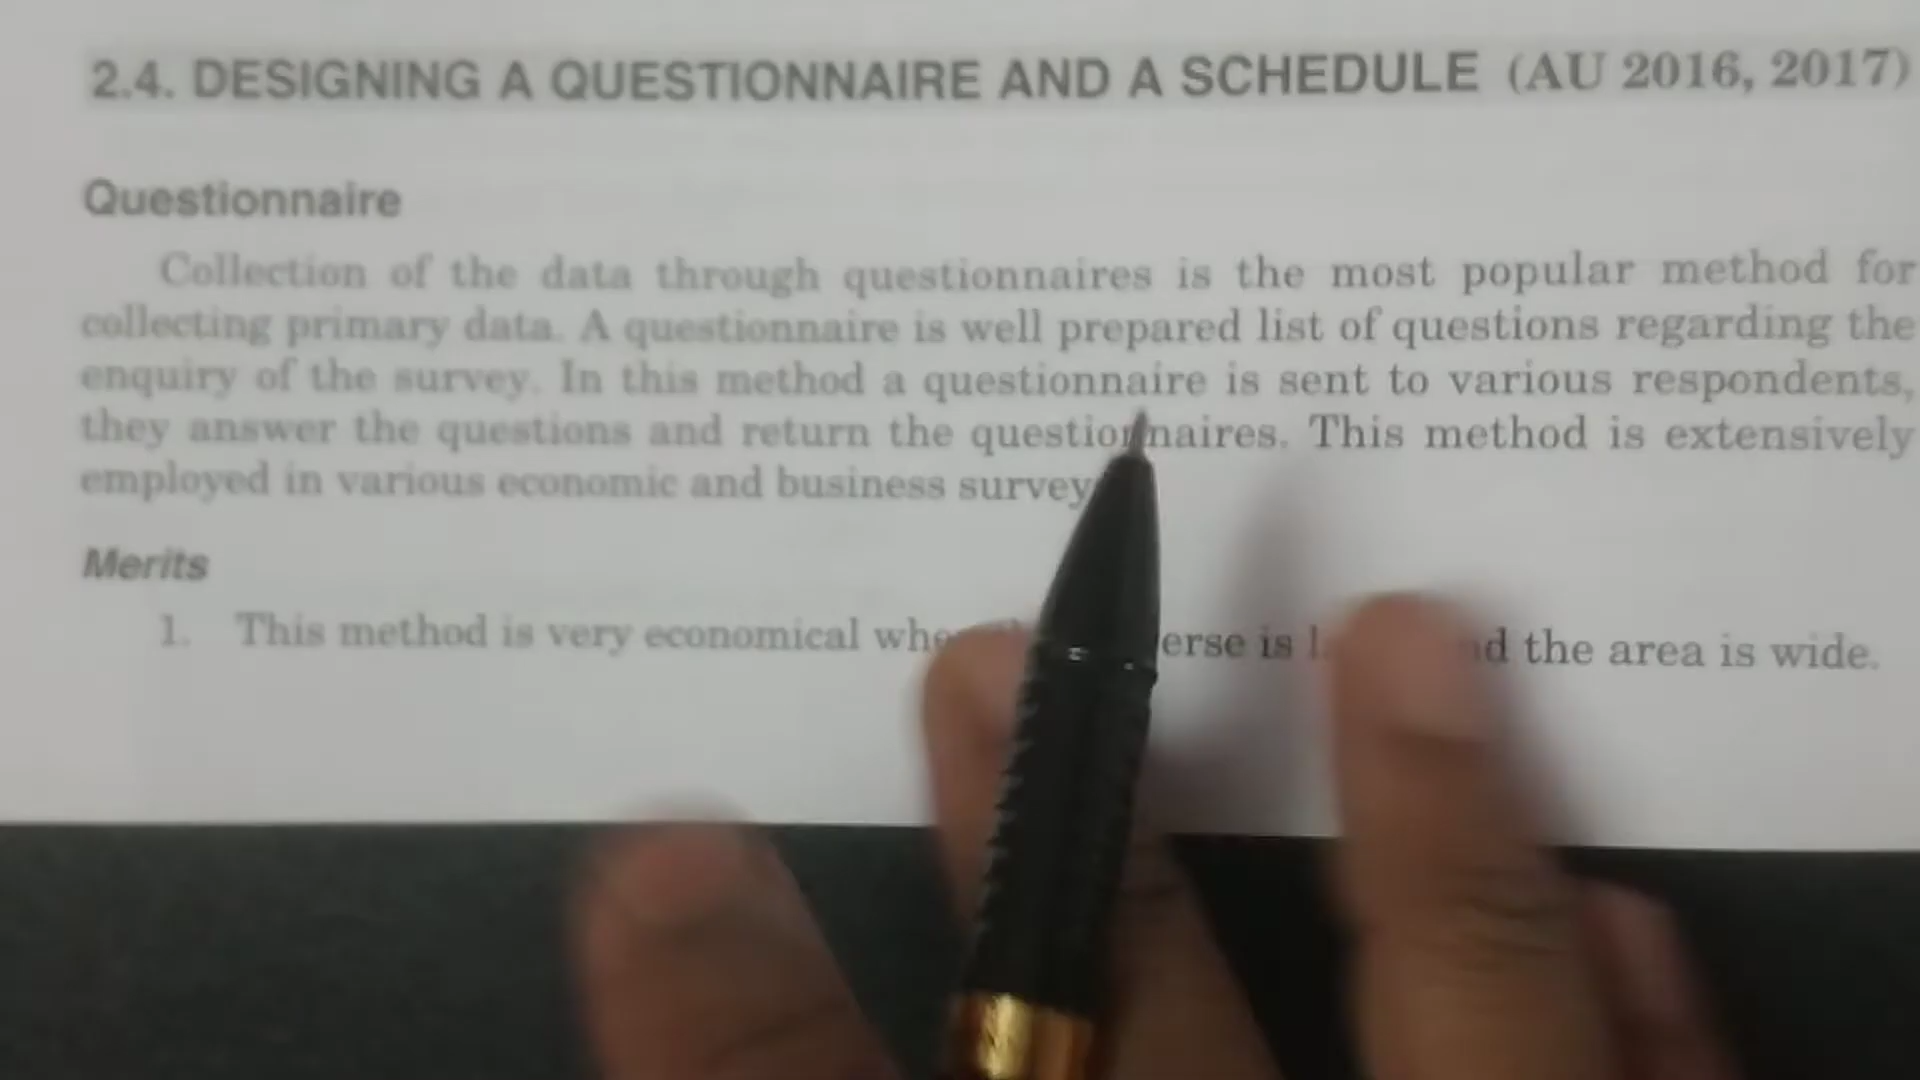 2.4. DESIGNING A QUESTIONNAIRE AND A SCHEDULE (AU 2016, 2017)
Questionnaire
Collection of the data through questionnaires is the most popular method for
collecting primary data. A questionnaire is well prepared list of questions regarding the
enquiry of the survey. In this method a questionnaire is sent to various respondents,
they answer the questions and return the questionnaires. This method is extensively
employed in various economic and business survey
Merits
1. This method is very economical is the area is wide.